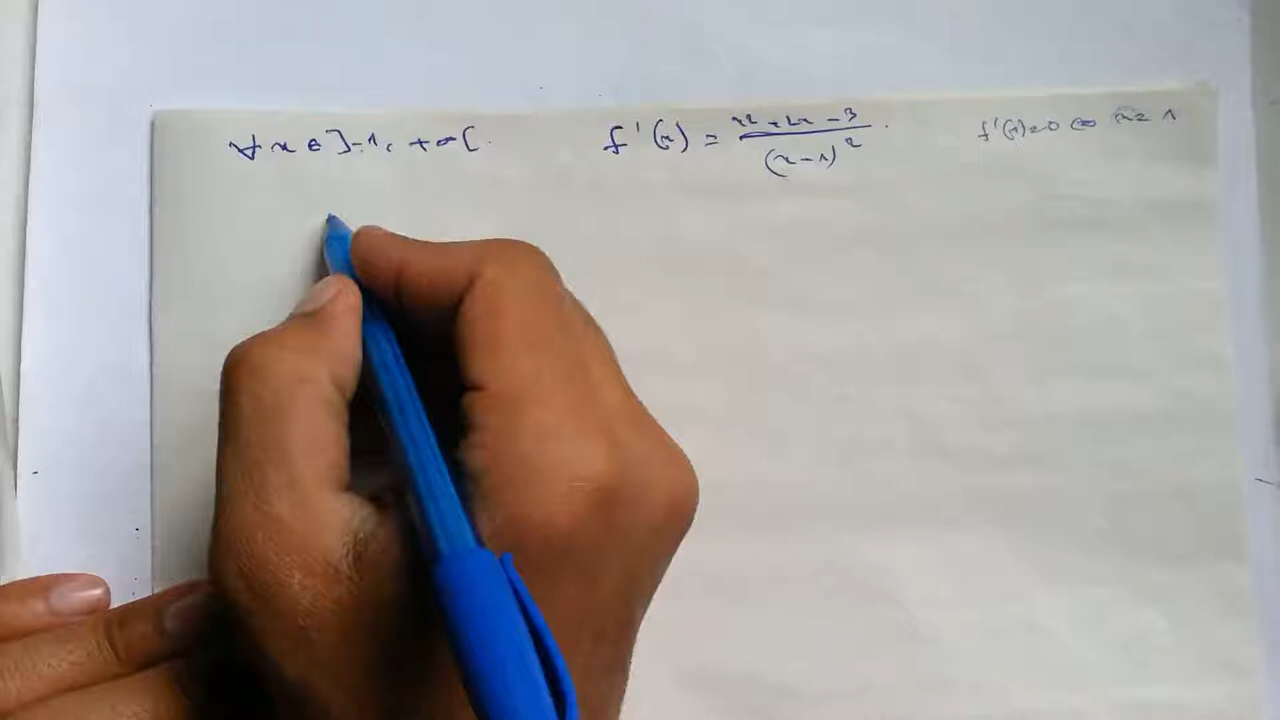 ∀ x ∈ ]-1, +∞[. f'(x) = (x² + 2x - 3)/(x-1)². f'(x)=0 ⇔ x = 1